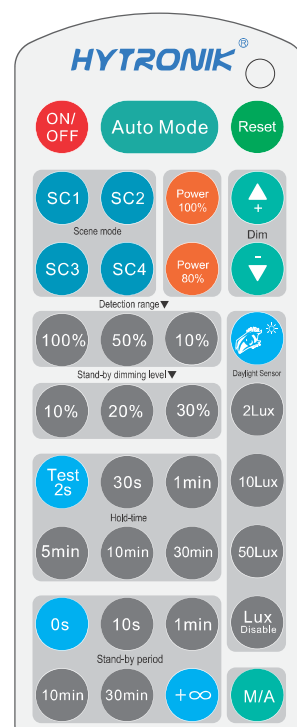 HYTRONIK®
ON/
OFF
Auto Mode
Reset
SC1
SC2
Power
100%
+
Scene mode
Dim
SC3
SC4
Power
80%
-
Detection range▼
100%
50%
10%
Stand-by dimming level▼
Daylight Sensor
10%
20%
30%
2Lux
Test
2s
30s
1min
10Lux
Hold-time
5min
10min
30min
50Lux
0s
10s
1min
Lux
Disable
Stand-by period
10min
30min
+∞
M/A